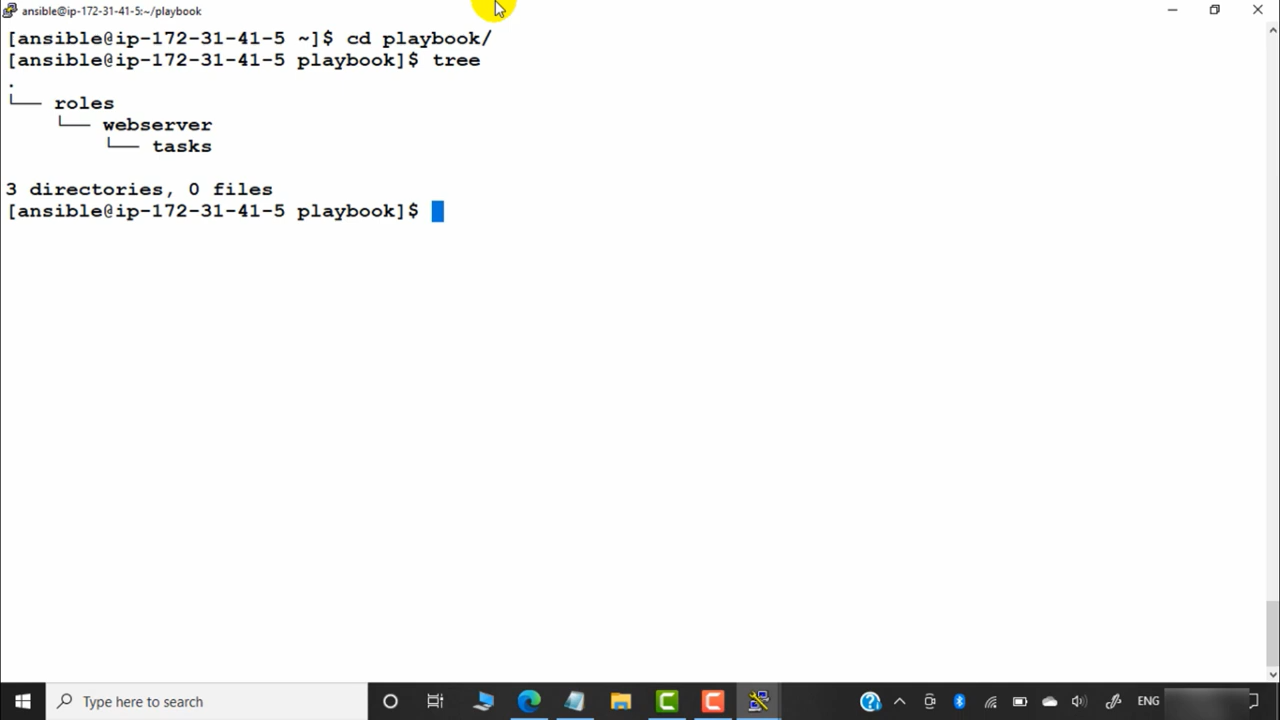 ansible@ip-172-31-41-5:~/playbook
[ansible@ip-172-31-41-5 ~]$ cd playbook/
[ansible@ip-172-31-41-5 playbook]$ tree
.
└── roles
    └── webserver
        └── tasks
3 directories, 0 files
[ansible@ip-172-31-41-5 playbook]$
Type here to search
ENG